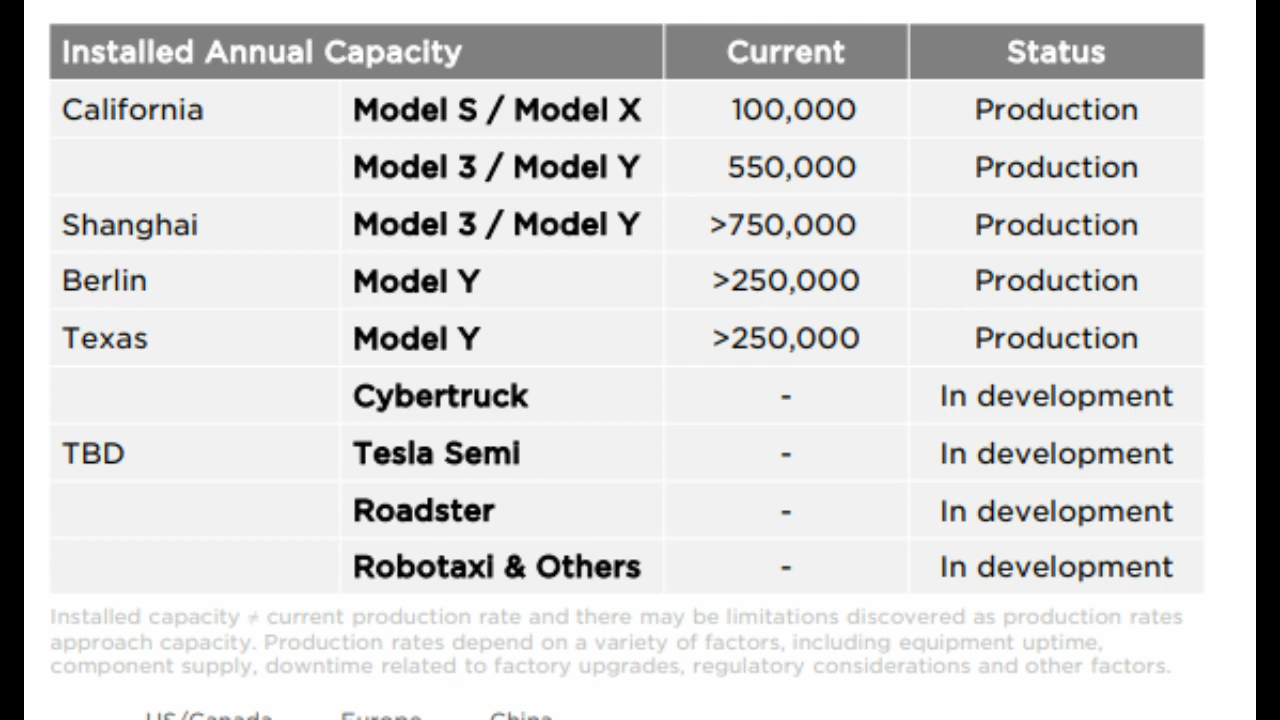 Installed Annual Capacity Current Status
California Model S / Model X 100,000 Production
Model 3 / Model Y 550,000 Production
Shanghai Model 3 / Model Y >750,000 Production
Berlin Model Y >250,000 Production
Texas Model Y >250,000 Production
Cybertruck - In development
TBD Tesla Semi - In development
Roadster - In development
Robotaxi & Others - In development
Installed capacity ≠ current production rate and there may be limitations discovered as production rates
approach capacity. Production rates depend on a variety of factors, including equipment uptime,
component supply, downtime related to factory upgrades, regulatory considerations and other factors.
US/Canada Europe China